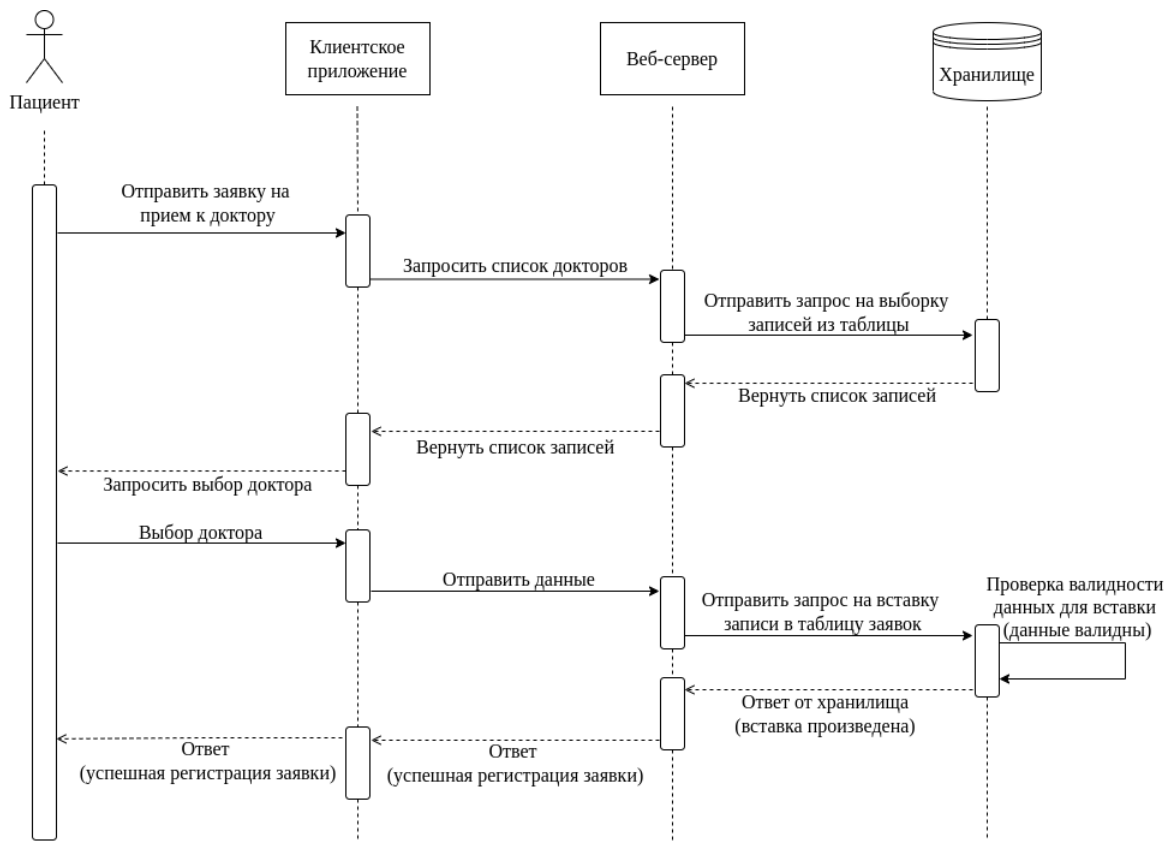 Пациент
Клиентское
приложение
Веб-сервер
Хранилище
Отправить заявку на
прием к доктору
Запросить список докторов
Отправить запрос на выборку
записей из таблицы
Вернуть список записей
Вернуть список записей
Запросить выбор доктора
Выбор доктора
Отправить данные
Отправить запрос на вставку
записи в таблицу заявок
Проверка валидности
данных для вставки
(данные валидны)
Ответ от хранилища
(вставка произведена)
Ответ
(успешная регистрация заявки)
Ответ
(успешная регистрация заявки)